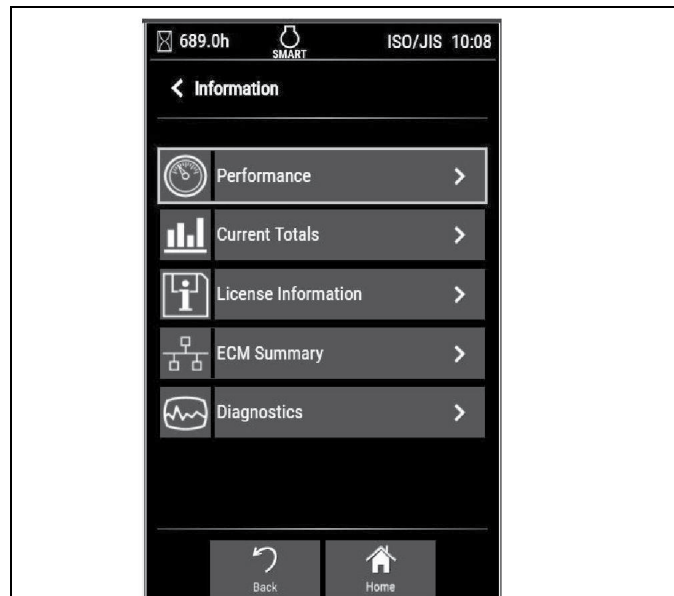 689.0h SMART ISO/JIS 10:08
Information
Performance
Current Totals
License Information
ECM Summary
Diagnostics
Back Home